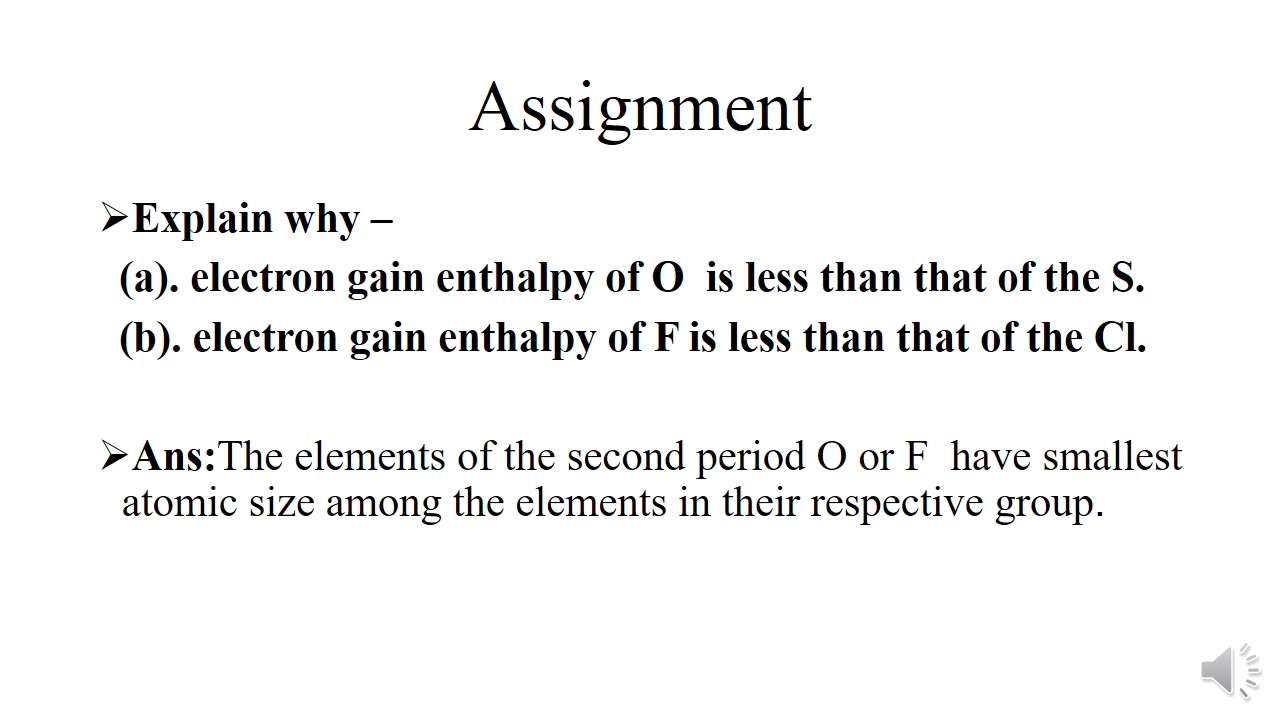 Assignment
➢Explain why –
(a). electron gain enthalpy of O is less than that of the S.
(b). electron gain enthalpy of F is less than that of the Cl.
➢Ans:The elements of the second period O or F have smallest
atomic size among the elements in their respective group.